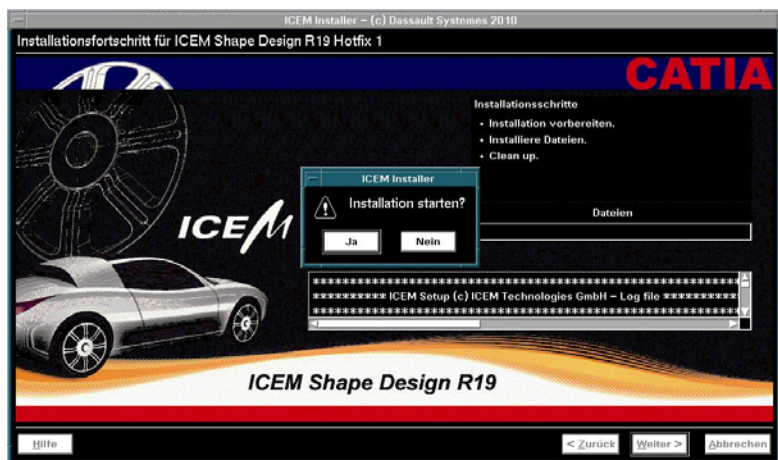 ICEM Installer – (c) Dassault Systemes 2010
Installationsfortschritt für ICEM Shape Design R19 Hotfix 1
CATIA
Installationsschritte
• Installation vorbereiten.
• Installiere Dateien.
• Clean up.
ICEM Installer
Installation starten?
Ja
Nein
ICEM
Dateien
*************************************************************
********** ICEM Setup (c) ICEM Technologies GmbH – Log file **********
*************************************************************
ICEM Shape Design R19
Hilfe
< Zurück
Weiter >
Abbrechen